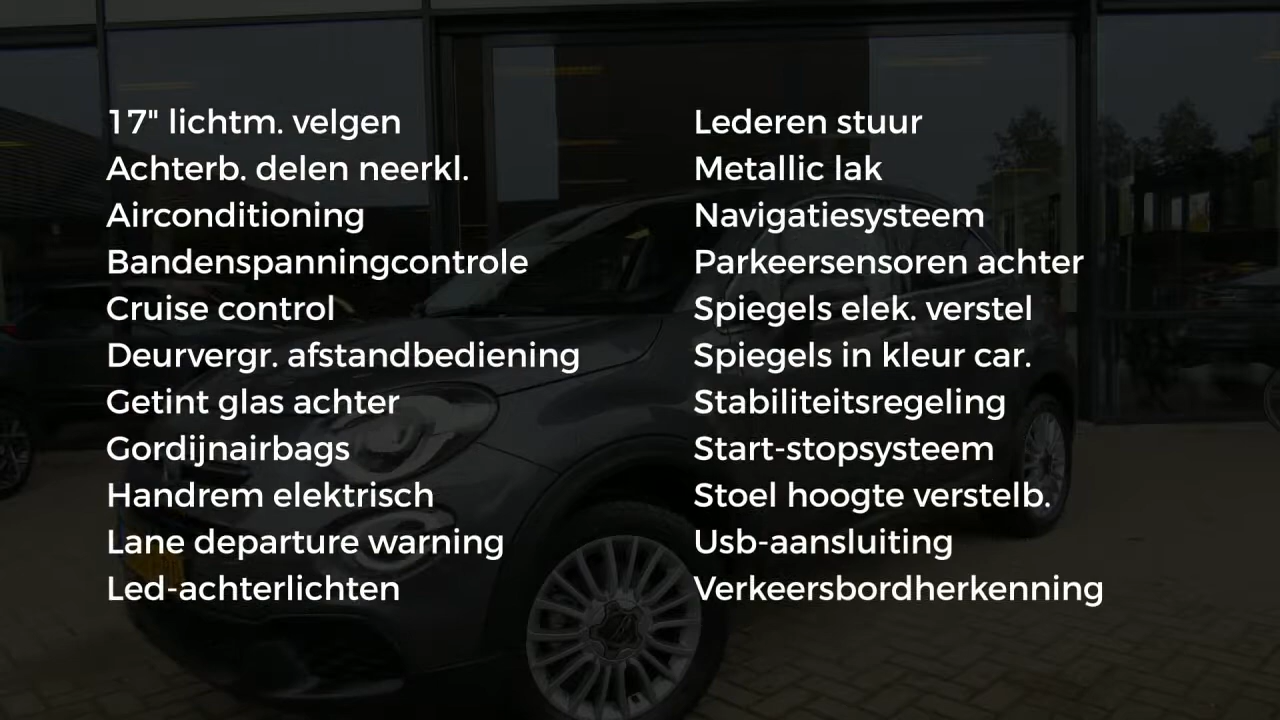 17" lichtm. velgen
Achterb. delen neerkl.
Airconditioning
Bandenspanningcontrole
Cruise control
Deurvergr. afstandbediening
Getint glas achter
Gordijnairbags
Handrem elektrisch
Lane departure warning
Led-achterlichten
Lederen stuur
Metallic lak
Navigatiesysteem
Parkeersensoren achter
Spiegels elek. verstel
Spiegels in kleur car.
Stabiliteitsregeling
Start-stopsysteem
Stoel hoogte verstelb.
Usb-aansluiting
Verkeersbordherkenning